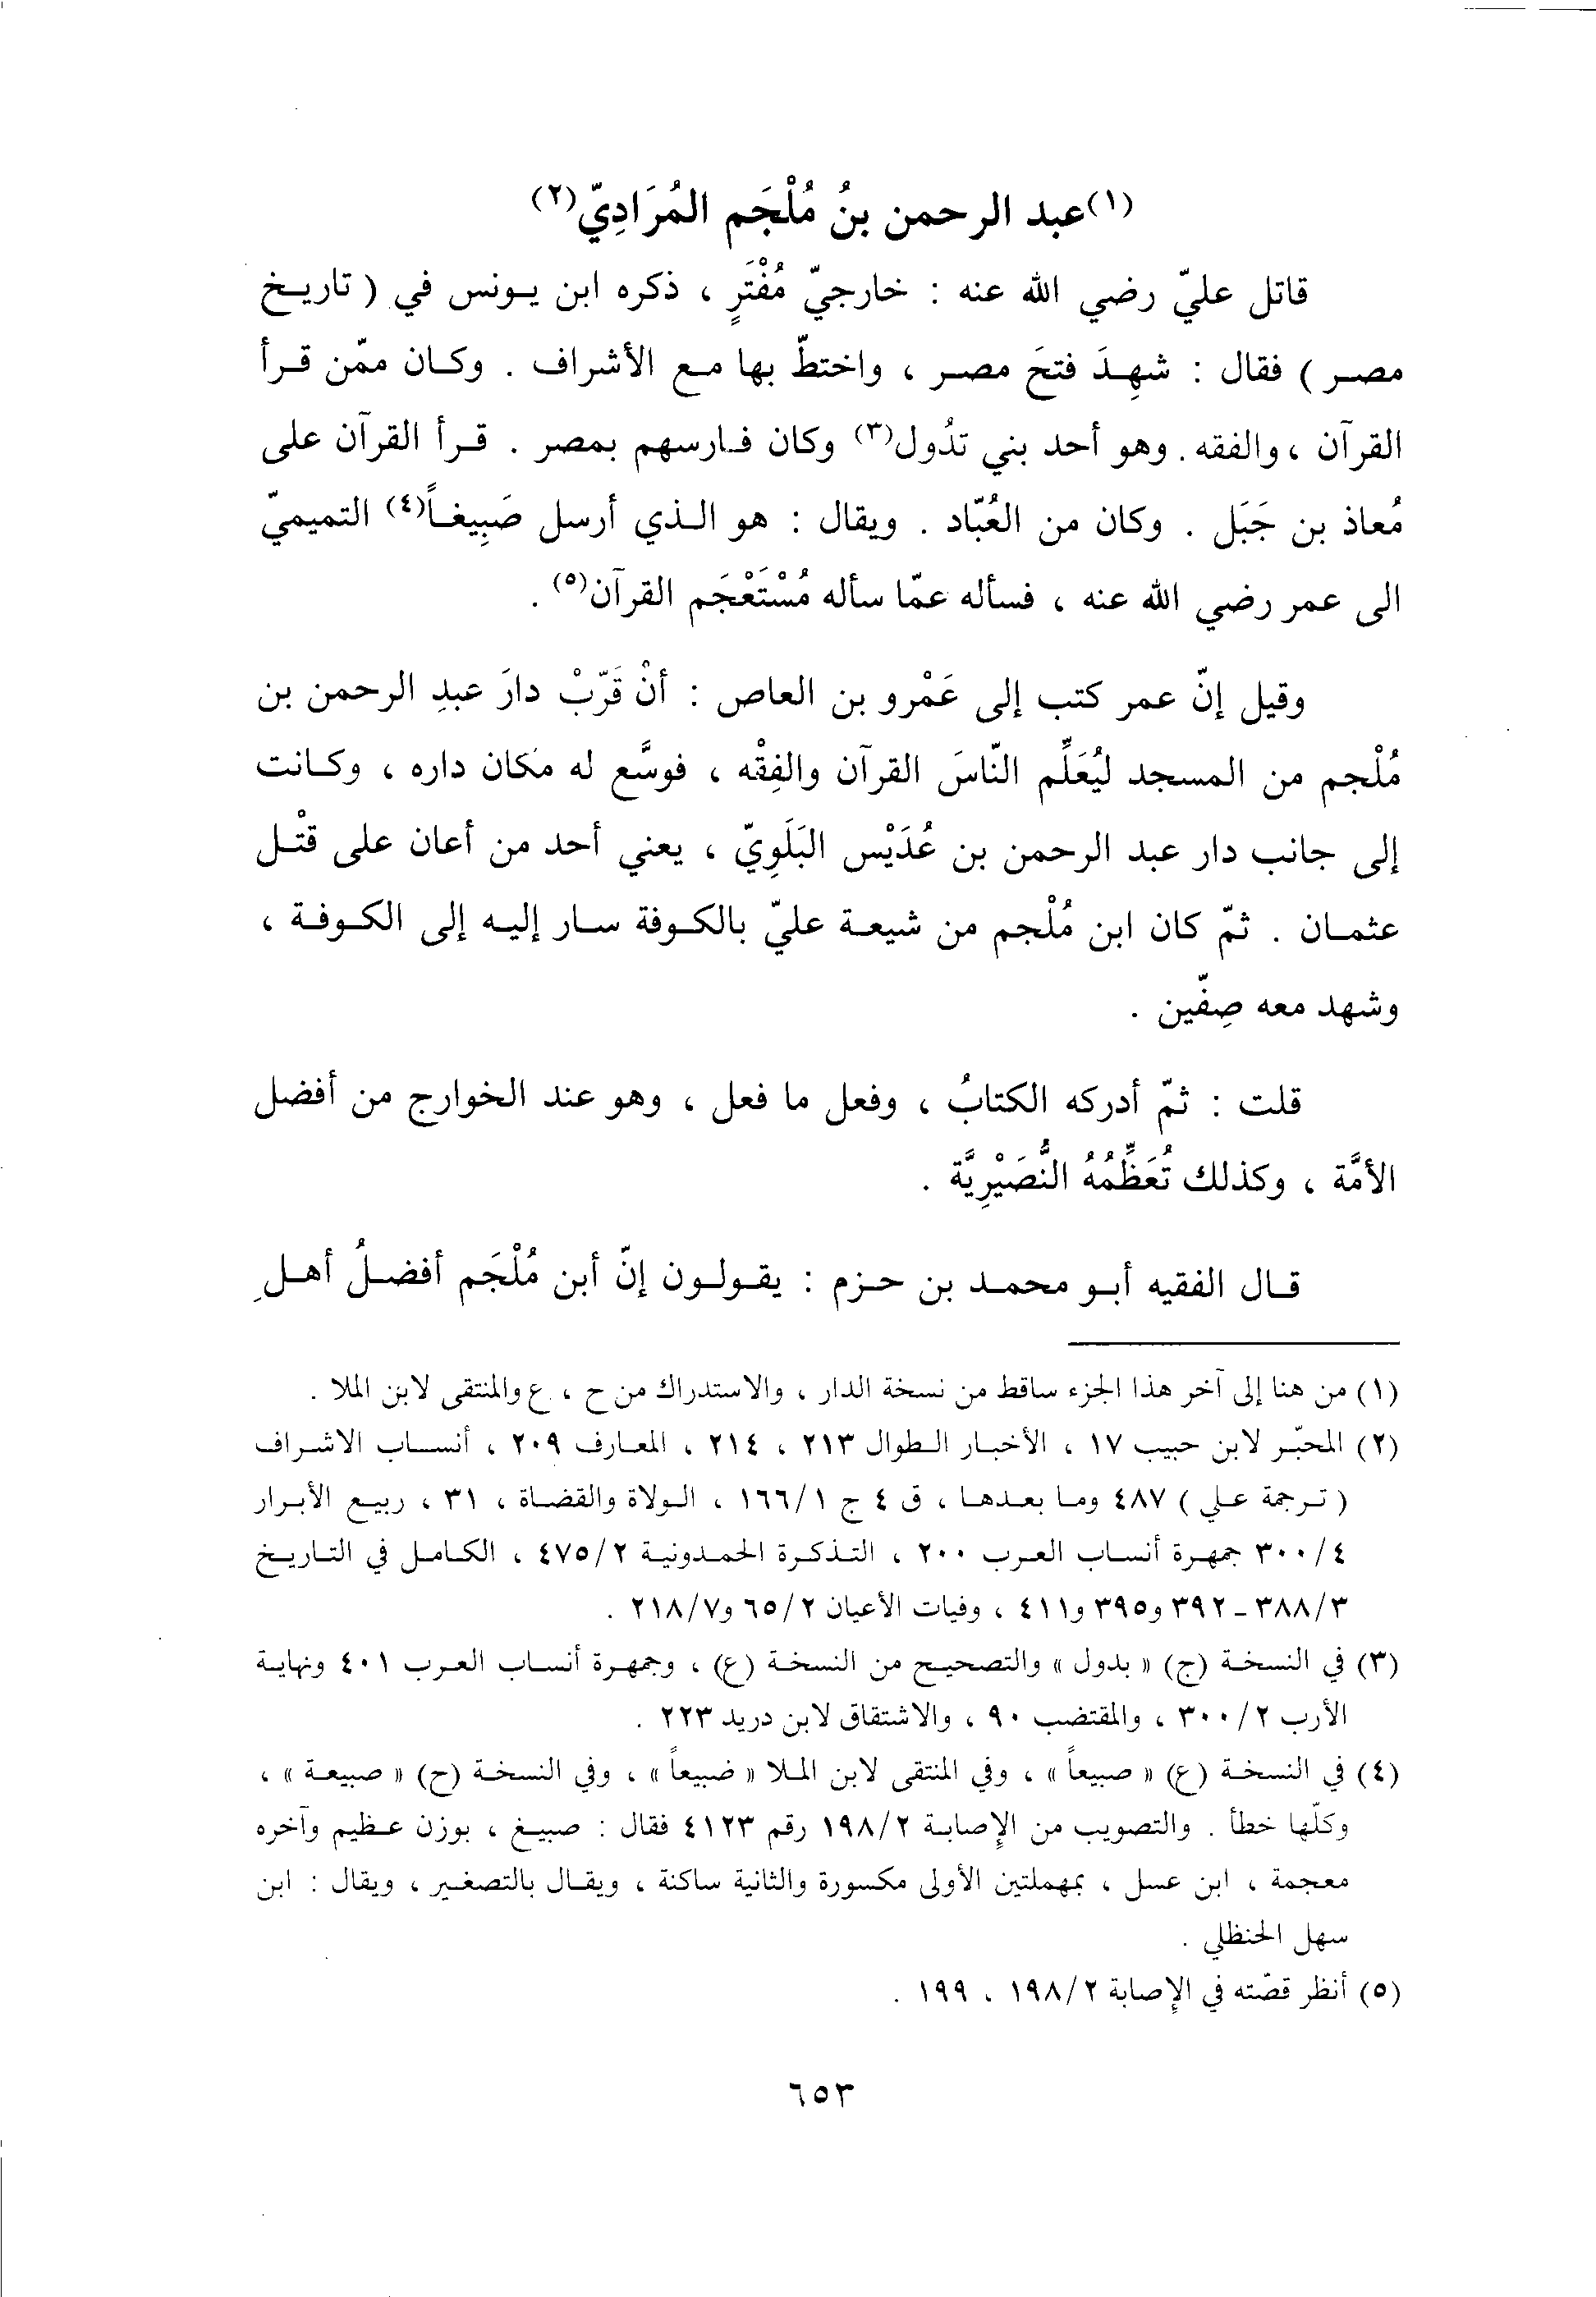 (١)عبد الرحمن بنُ مُلْجَم المُرَادِيّ(٢)
قاتل عليّ رضي الله عنه : خارجيّ مُفْتَرٍ ، ذكره ابن يونس في ( تاريخ
مصر ) فقال : شهِدَ فتحَ مصر ، واختطّ بها مع الأشراف . وكان ممّن قرأ
القرآن ، والفقه . وهو أحد بني تدُول(٣) وكان فارسهم بمصر . قرأ القرآن على
مُعاذ بن جَبَل . وكان من العُبّاد . ويقال : هو الذي أرسل صَبِيغاً(٤) التميميّ
الى عمر رضي الله عنه ، فسأله عمّا سأله مُسْتَعْجَم القرآن(٥) .
وقيل إنّ عمر كتب إلى عَمْرو بن العاص : أنْ قَرّبْ دارَ عبدِ الرحمن بن
مُلْجم من المسجد ليُعَلِّم النّاسَ القرآن والفِقْه ، فوسَّع له مكان داره ، وكانت
إلى جانب دار عبد الرحمن بن عُدَيْس البَلَوِيّ ، يعني أحد من أعان على قتْل
عثمان . ثمّ كان ابن مُلْجم من شيعة عليّ بالكوفة سار إليه إلى الكوفة ،
وشهد معه صِفّين .
قلت : ثمّ أدركه الكتابُ ، وفعل ما فعل ، وهو عند الخوارج من أفضل
الأمَّة ، وكذلك تُعَظِّمُهُ النُّصَيْرِيَّة .
قال الفقيه أبو محمد بن حزم : يقولون إنّ أبن مُلْجَم أفضلُ أهلِ
(١) من هنا إلى آخر هذا الجزء ساقط من نسخة الدار ، والاستدراك من ح ، ع والمنتقى لابن الملا .
(٢) المحبّر لابن حبيب ١٧ ، الأخبار الطوال ٢١٣ ، ٢١٤ ، المعارف ٢٠٩ ، أنساب الاشراف
( ترجمة علي ) ٤٨٧ وما بعدها ، ق ٤ ج ١٦٦/١ ، الولاة والقضاة ، ٣١ ، ربيع الأبرار
٣٠٠/٤ جمهرة أنساب العرب ٢٠٠ ، التذكرة الحمدونية ٤٧٥/٢ ، الكامل في التاريخ
٣٨٨/٣ - ٣٩٢ و٣٩٥ و٤١١ ، وفيات الأعيان ٦٥/٢ و٢١٨/٧ .
(٣) في النسخة (ج) « بدول » والتصحيح من النسخة (ع) ، وجمهرة أنساب العرب ٤٠١ ونهاية
الأرب ٣٠٠/٢ ، والمقتضب ٩٠ ، والاشتقاق لابن دريد ٢٢٣ .
(٤) في النسخة (ع) « صبيعاً » ، وفي المنتقى لابن الملا « ضبيعاً » ، وفي النسخة (ح) « صبيعة » ،
وكلّها خطأ . والتصويب من الإصابة ١٩٨/٢ رقم ٤١٢٣ فقال : صبيغ ، بوزن عظيم وآخره
معجمة ، ابن عسل ، بمهملتين الأولى مكسورة والثانية ساكنة ، ويقال بالتصغير ، ويقال : ابن
سهل الحنظلي .
(٥) أنظر قصّته في الإصابة ١٩٨/٢ ، ١٩٩ .
٦٥٣